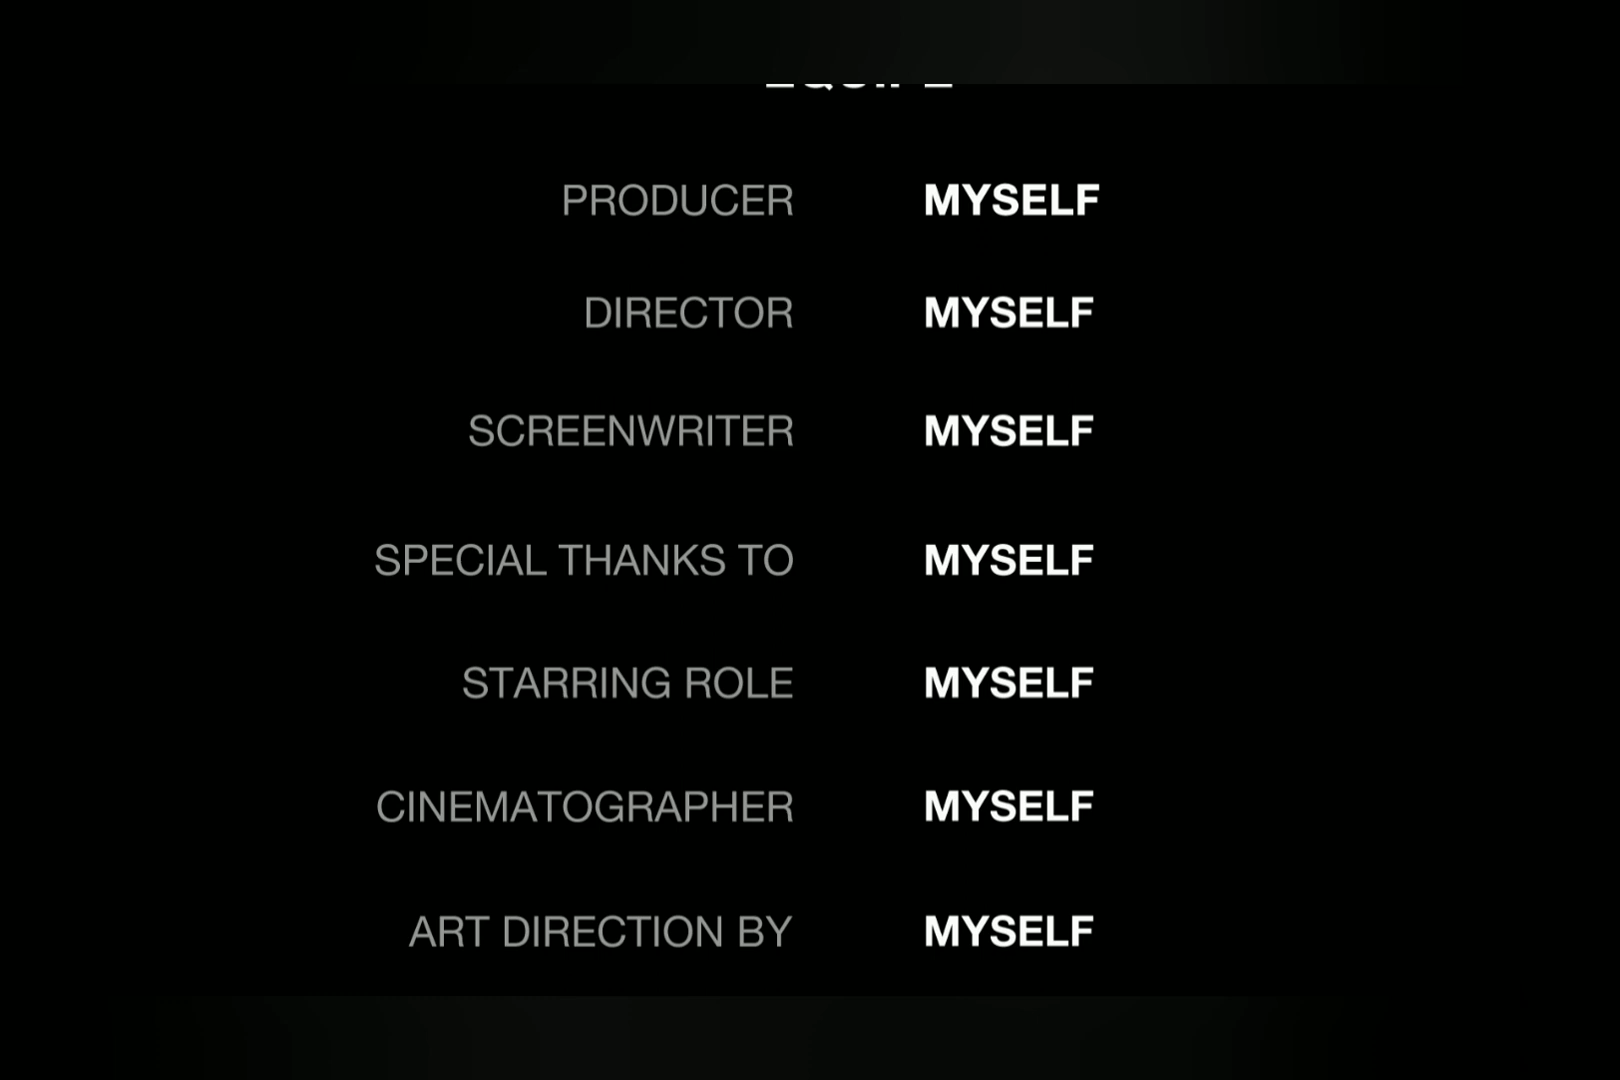 PRODUCER MYSELF
DIRECTOR MYSELF
SCREENWRITER MYSELF
SPECIAL THANKS TO MYSELF
STARRING ROLE MYSELF
CINEMATOGRAPHER MYSELF
ART DIRECTION BY MYSELF